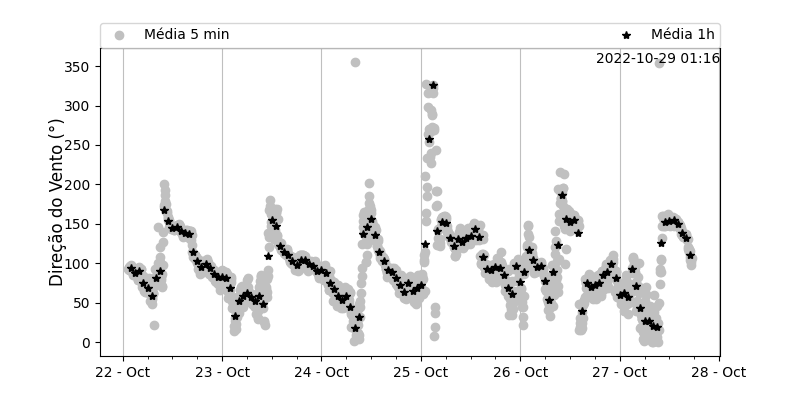 Média 5 min
Média 1h
2022-10-29 01:16
Direção do Vento (°)
350
300
250
200
150
100
50
0
22 - Oct
23 - Oct
24 - Oct
25 - Oct
26 - Oct
27 - Oct
28 - Oct